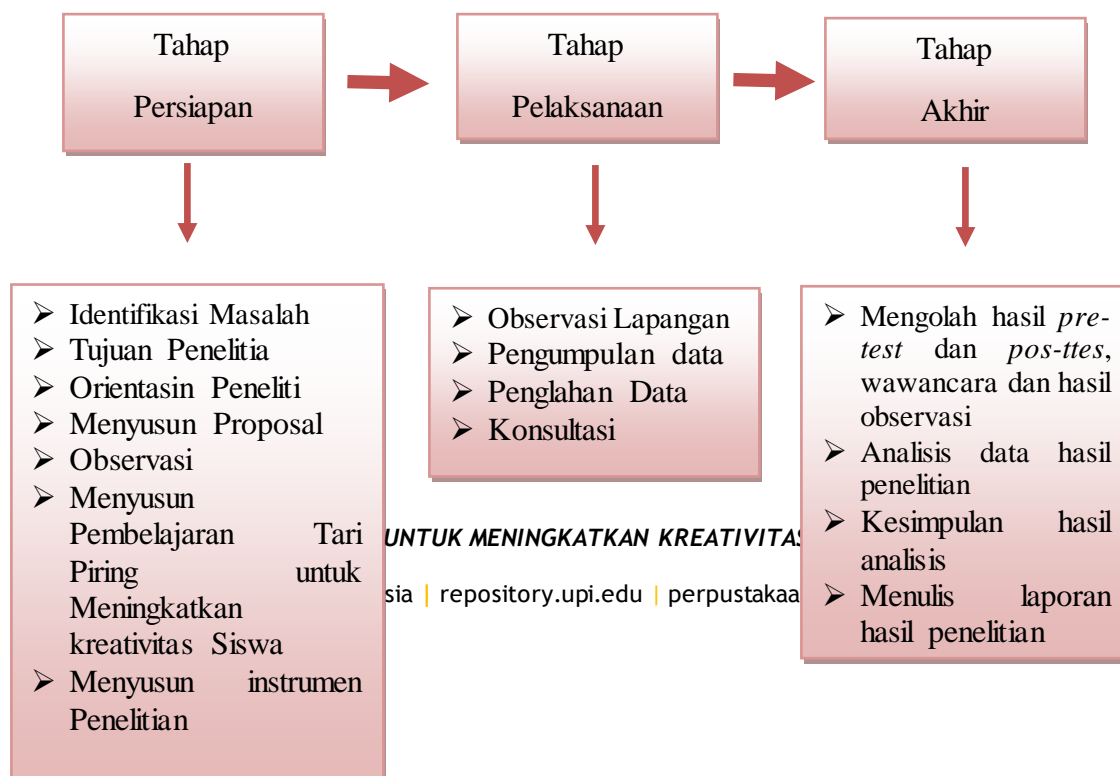 Tahap
Persiapan
Tahap
Pelaksanaan
Tahap
Akhir
➢ Identifikasi Masalah
➢ Tujuan Penelitia
➢ Orientasin Peneliti
➢ Menyusun Proposal
➢ Observasi
➢ Menyusun
Pembelajaran Tari
Piring untuk
Meningkatkan
kreativitas Siswa
➢ Menyusun instrumen
Penelitian
➢ Observasi Lapangan
➢ Pengumpulan data
➢ Penglahan Data
➢ Konsultasi
➢ Mengolah hasil pre-
test dan pos-ttes,
wawancara dan hasil
observasi
➢ Analisis data hasil
penelitian
➢ Kesimpulan hasil
analisis
➢ Menulis laporan
hasil penelitian
UNTUK MENINGKATKAN KREATIVITAS
sia | repository.upi.edu | perpustakaa